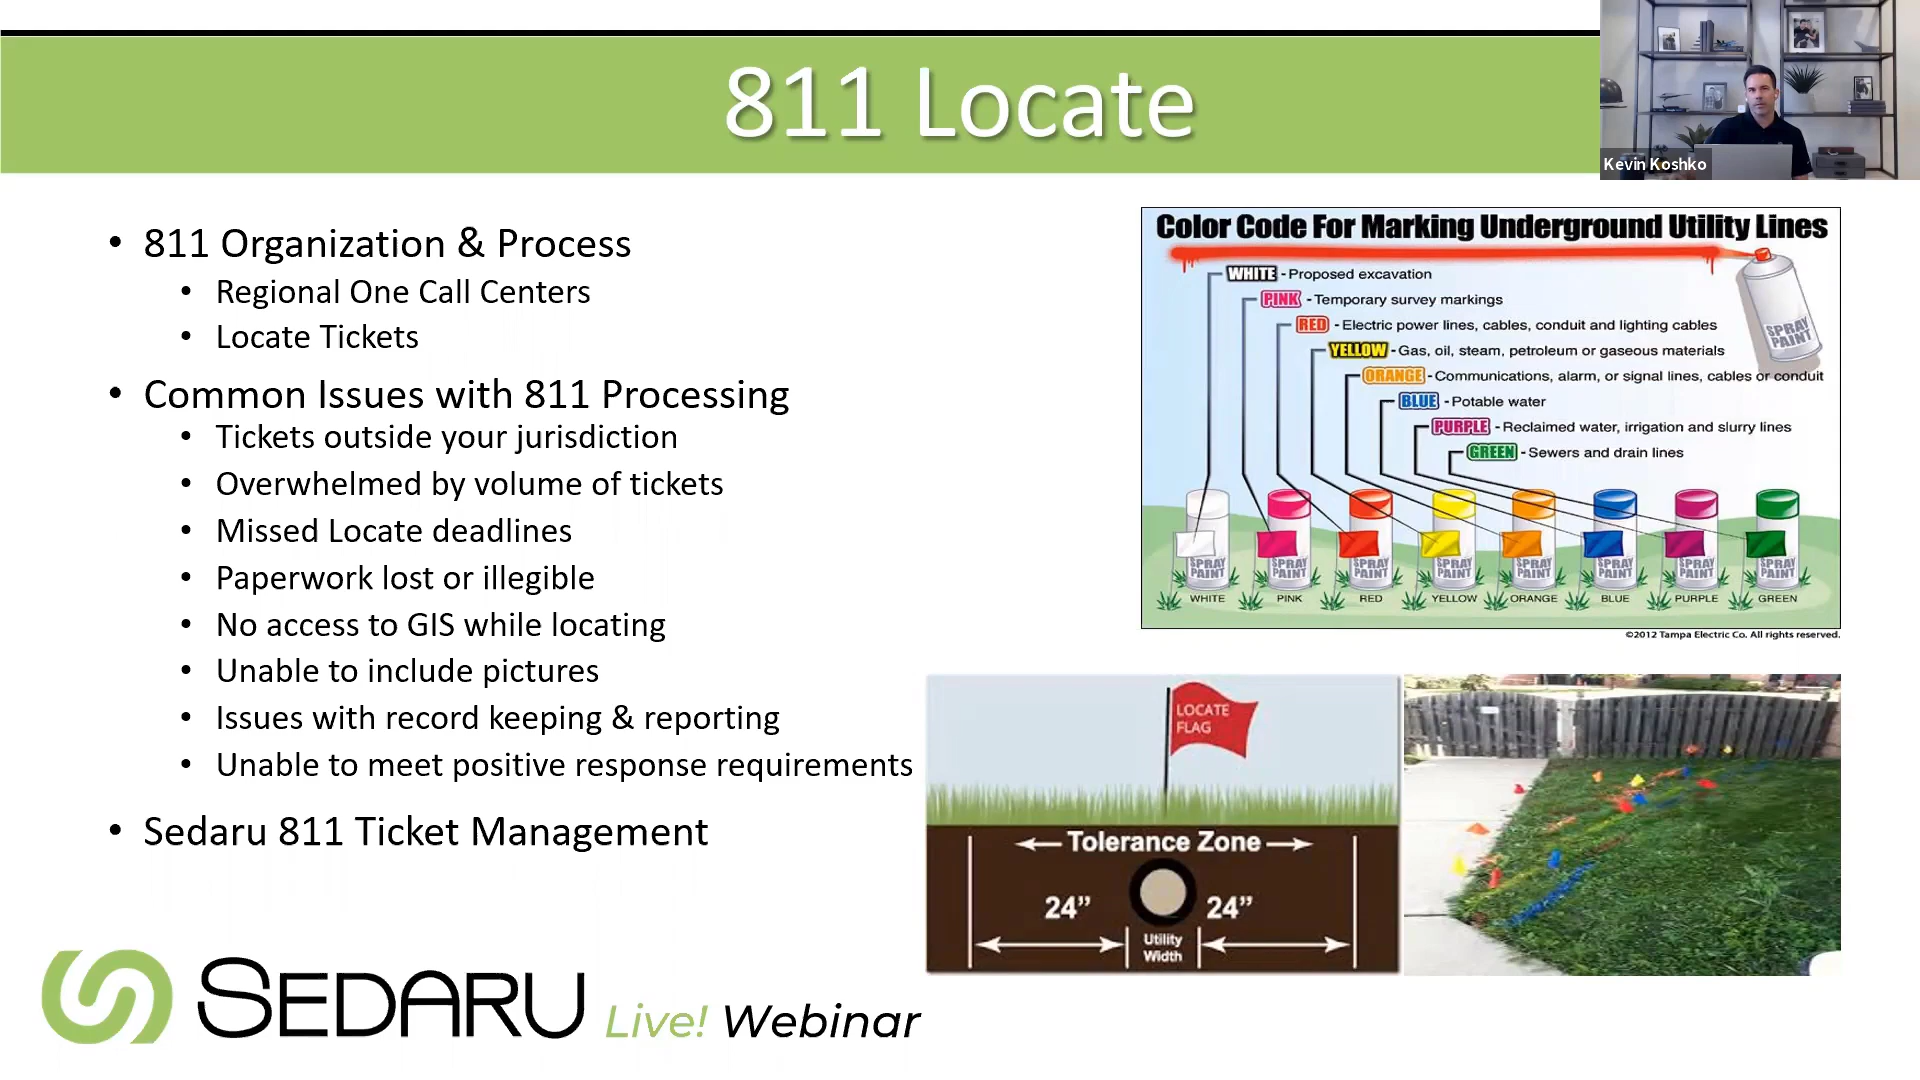 811 Locate
Kevin Koshko
• 811 Organization & Process
• Regional One Call Centers
• Locate Tickets
• Common Issues with 811 Processing
• Tickets outside your jurisdiction
• Overwhelmed by volume of tickets
• Missed Locate deadlines
• Paperwork lost or illegible
• No access to GIS while locating
• Unable to include pictures
• Issues with record keeping & reporting
• Unable to meet positive response requirements
• Sedaru 811 Ticket Management
Color Code For Marking Underground Utility Lines
WHITE - Proposed excavation
PINK - Temporary survey markings
RED - Electric power lines, cables, conduit and lighting cables
YELLOW - Gas, oil, steam, petroleum or gaseous materials
ORANGE - Communications, alarm, or signal lines, cables or conduit
BLUE - Potable water
PURPLE - Reclaimed water, irrigation and slurry lines
GREEN - Sewers and drain lines
SPRAY
PAINT
SPRAY PAINT SPRAY PAINT SPRAY PAINT SPRAY PAINT SPRAY PAINT SPRAY PAINT SPRAY PAINT SPRAY PAINT
WHITE PINK RED YELLOW ORANGE BLUE PURPLE GREEN
©2012 Tampa Electric Co. All rights reserved.
LOCATE
FLAG
Tolerance Zone
24” 24”
Utility
Width
SEDARU Live! Webinar